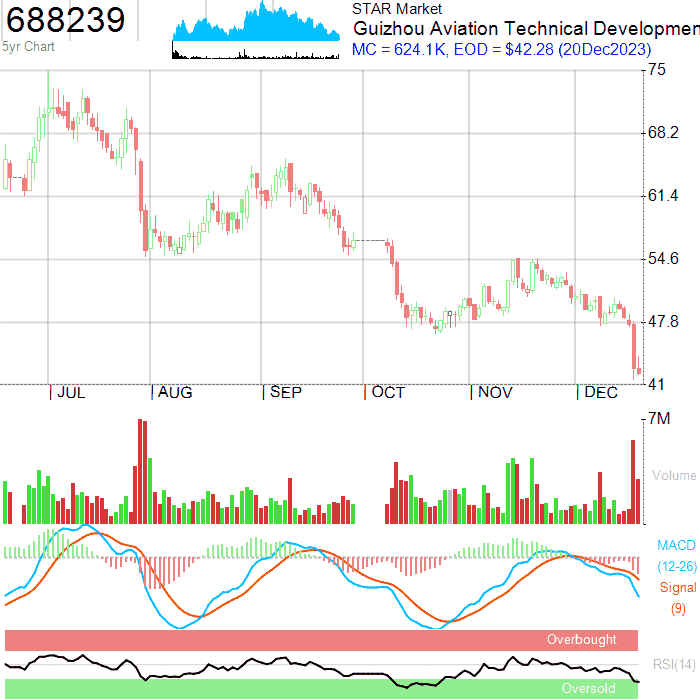 688239
5yr Chart
STAR Market
Guizhou Aviation Technical Developmen
MC = 624.1K, EOD = $42.28 (20Dec2023)
75
68.2
61.4
54.6
47.8
41
JUL AUG SEP OCT NOV DEC
7M
Volume
MACD
(12-26)
Signal
(9)
Overbought
RSI(14)
Oversold